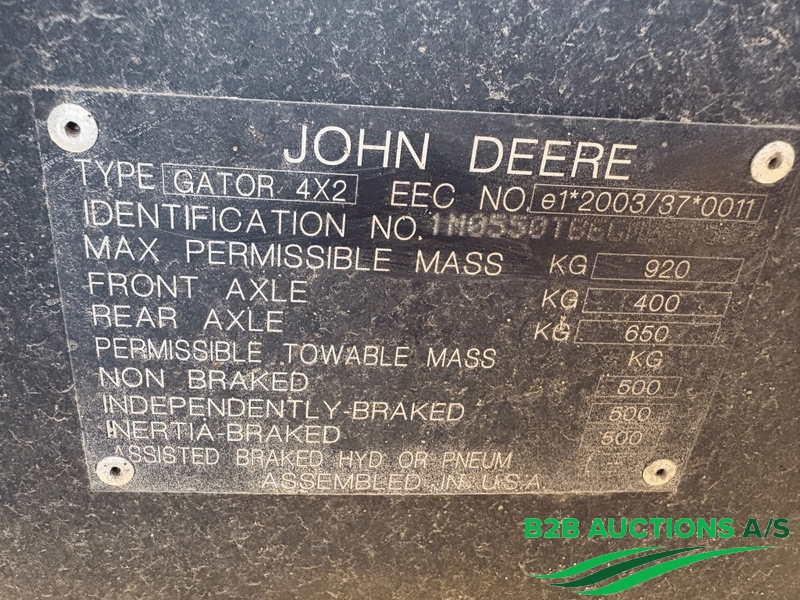 JOHN DEERE
TYPE GATOR 4X2 EEC NO. e1*2003/37*0011
IDENTIFICATION NO.
MAX PERMISSIBLE MASS KG 920
FRONT AXLE KG 400
REAR AXLE KG 650
PERMISSIBLE TOWABLE MASS KG
NON BRAKED 500
INDEPENDENTLY-BRAKED 500
INERTIA-BRAKED 500
ASSISTED BRAKED HYD OR PNEUM
ASSEMBLED IN U.S.A.
B2B AUCTIONS A/S